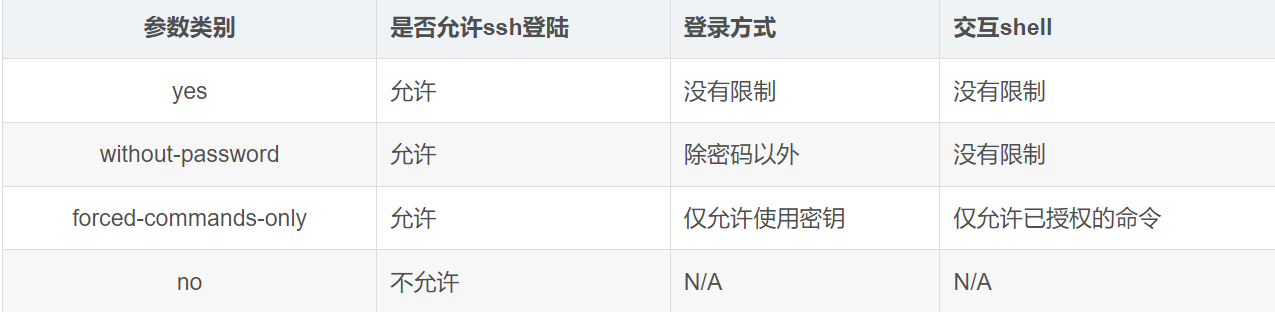 参数类别 是否允许ssh登陆 登录方式 交互shell
yes 允许 没有限制 没有限制
without-password 允许 除密码以外 没有限制
forced-commands-only 允许 仅允许使用密钥 仅允许已授权的命令
no 不允许 N/A N/A